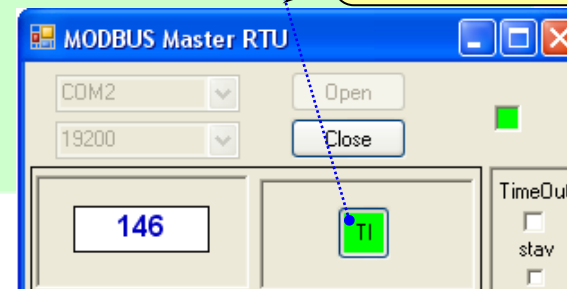 MODBUS Master RTU
COM2
Open
19200
Close
TimeOut
146
TI
stav